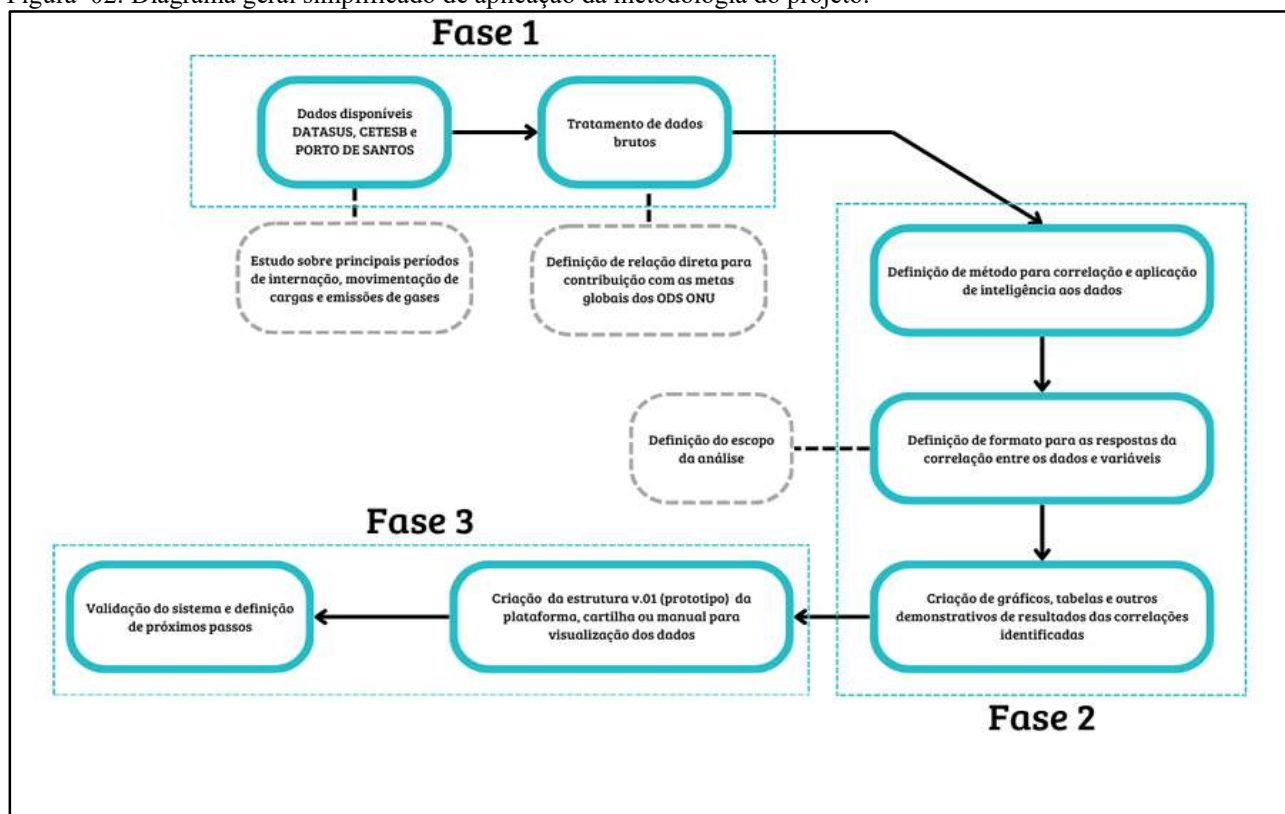 Figura 02: Diagrama geral simplificado de aplicação da metodologia do projeto.
Fase 1
Dados disponíveis
DATASUS, CETESB e
PORTO DE SANTOS
Tratamento de dados
brutos
Estudo sobre principais períodos
de internação, movimentação de
cargas e emissões de gases
Definição de relação direta para
contribuição com as metas
globais dos ODS ONU
Definição de método para correlação e aplicação
de inteligência aos dados
Definição do escopo
da análise
Definição de formato para as respostas da
correlação entre os dados e variáveis
Fase 3
Validação do sistema e definição
de próximos passos
Criação da estrutura v.01 (prototipo) da
plataforma, cartilha ou manual para
visualização dos dados
Criação de gráficos, tabelas e outros
demonstrativos de resultados das correlações
identificadas
Fase 2